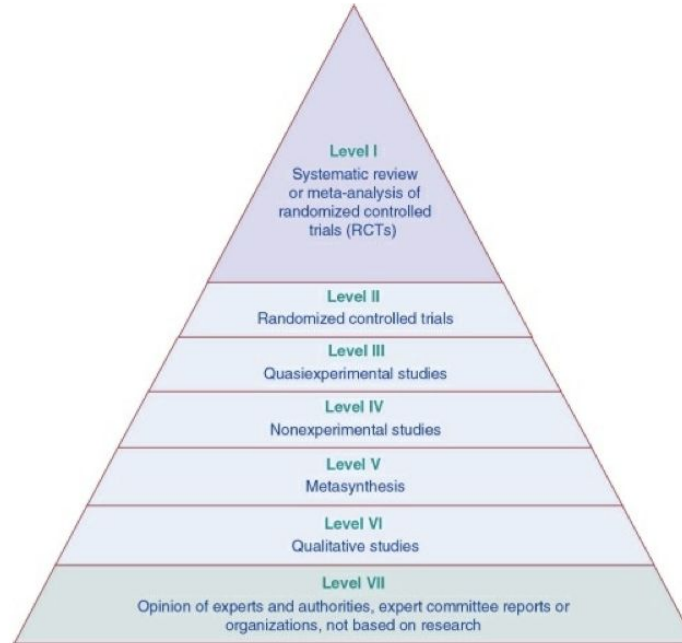 Level I
Systematic review
or meta-analysis of
randomized controlled
trials (RCTs)
Level II
Randomized controlled trials
Level III
Quasiexperimental studies
Level IV
Nonexperimental studies
Level V
Metasynthesis
Level VI
Qualitative studies
Level VII
Opinion of experts and authorities, expert committee reports or
organizations, not based on research